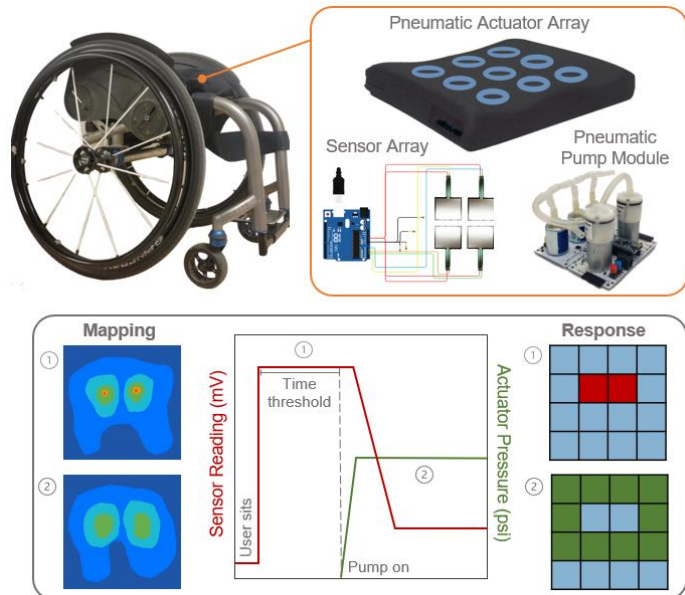 Pneumatic Actuator Array
Sensor Array
Pneumatic
Pump Module
Mapping
Response
1
1
1
Time
threshold
Sensor Reading (mV)
Actuator Pressure (psi)
User sits
2
2
2
Pump on